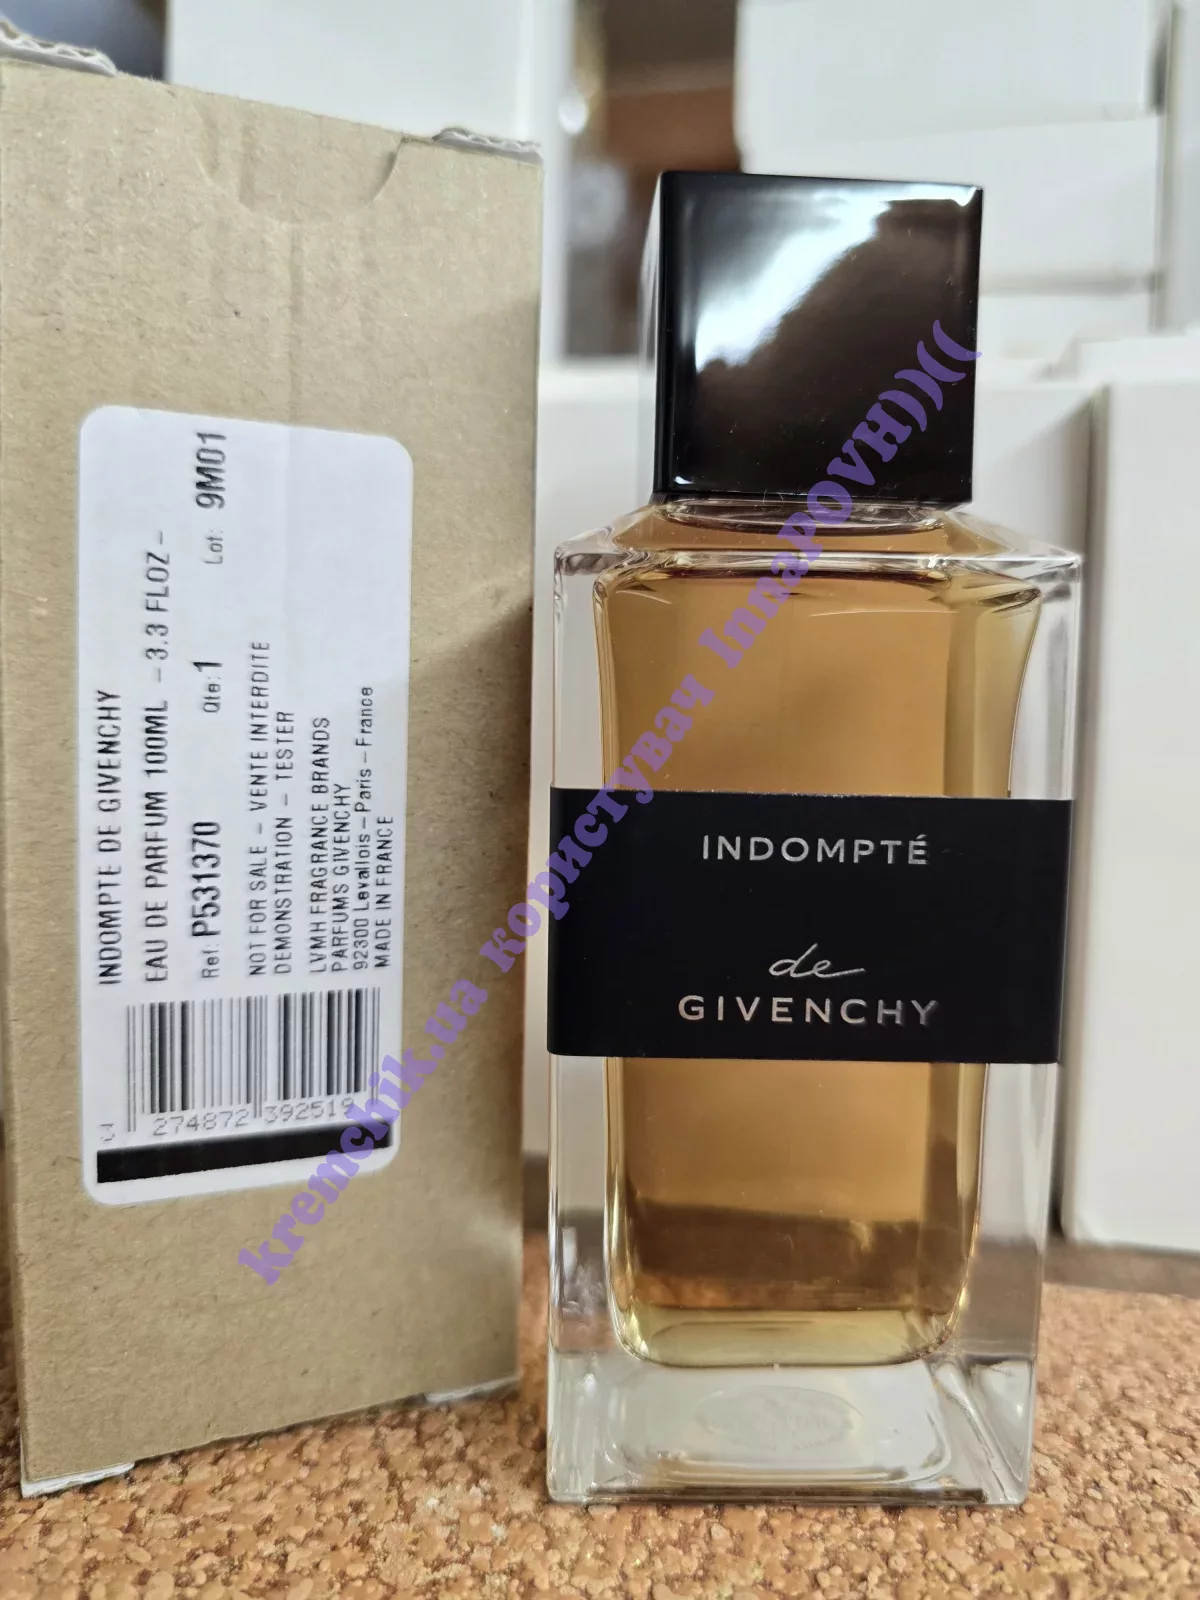 INDOMPTE DE GIVENCHY
EAU DE PARFUM 100ML – 3.3 FLOZ –
Ref: P531370 Qte: 1 Lot: 9M01
NOT FOR SALE – VENTE INTERDITE
DEMONSTRATION – TESTER
LVMH FRAGRANCE BRANDS
PARFUMS GIVENCHY
92300 Levallois – Paris – France
MADE IN FRANCE
3 274872 392519
INDOMPTÉ
de
GIVENCHY
kremchik.ua користувач InnaPOVH))((